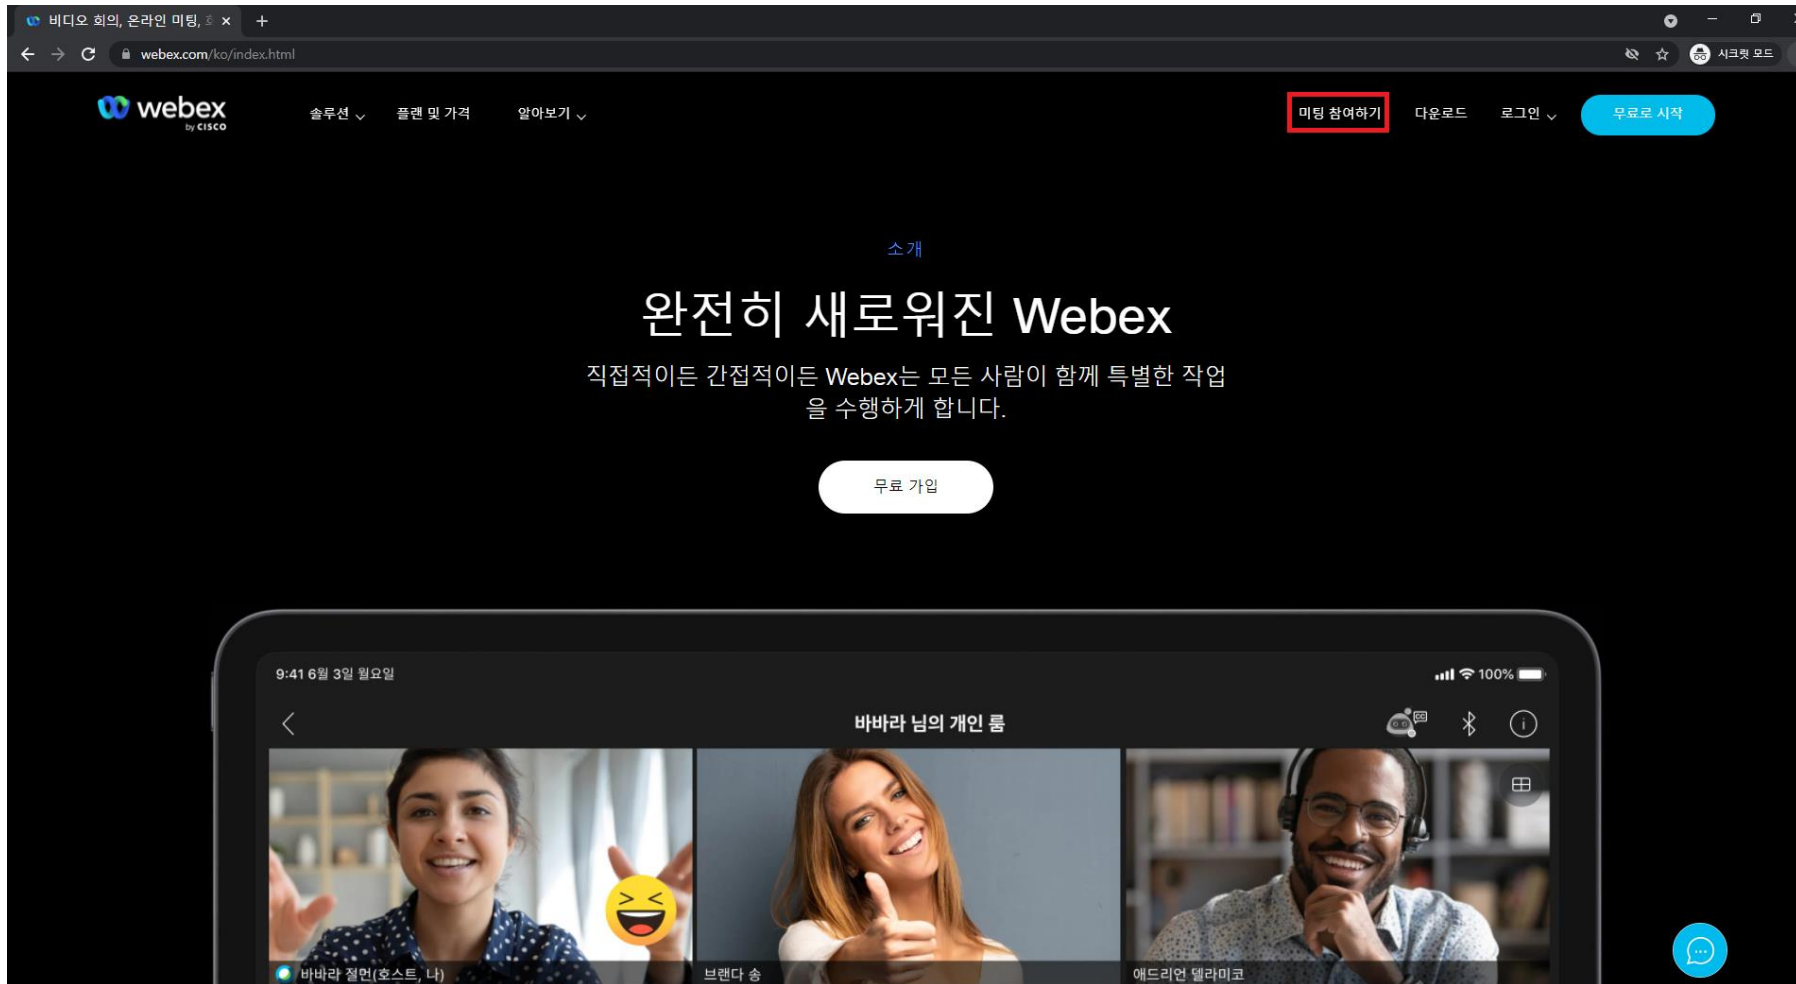 비디오 회의, 온라인 미팅,
webex.com/ko/index.html
시크릿 모드
webex
by CISCO
솔루션
플랜 및 가격
알아보기
미팅 참여하기
다운로드
로그인
무료로 시작
소개
완전히 새로워진 Webex
직접적이든 간접적이든 Webex는 모든 사람이 함께 특별한 작업
을 수행하게 합니다.
무료 가입
9:41 6월 3일 월요일
100%
바바라 님의 개인 룸
CC
바바라 절먼(호스트, 나)
브랜다 송
애드리언 델라미코